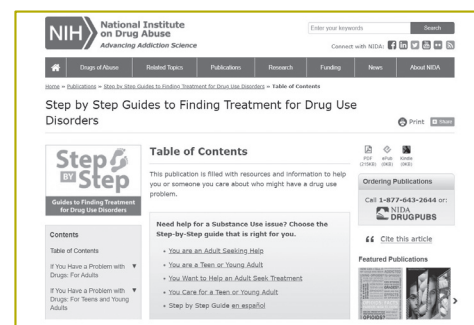 NIH
National Institute
on Drug Abuse
Advancing Addiction Science
Enter your keywords
Search
Connect with NIDA:
Drugs of Abuse
Related Topics
Publications
Research
Funding
News
About NIDA
Home » Publications » Step by Step Guides to Finding Treatment for Drug Use Disorders » Table of Contents
Step by Step Guides to Finding Treatment for Drug Use
Disorders
Print
Share
Step
BY
Step
Guides to Finding Treatment
for Drug Use Disorders
Contents
Table of Contents
If You Have a Problem with
Drugs: For Adults
If You Have a Problem with
Drugs: For Teens and Young
Adults
Table of Contents
This publication is filled with resources and information to help
you or someone you care about who might have a drug use
problem.
Need help for a Substance Use issue? Choose the
Step-by-Step guide that is right for you.
• You are an Adult Seeking Help
• You are a Teen or Young Adult
• You Want to Help an Adult Seek Treatment
• You Care for a Teen or Young Adult
• Step by Step Guide en español
PDF ePub Kindle
(215KB) (0KB) (0KB)
Ordering Publications
Call 1-877-643-2644 or:
NIDA
DRUGPUBS
Cite this article
Featured Publications
OPIOIDS?